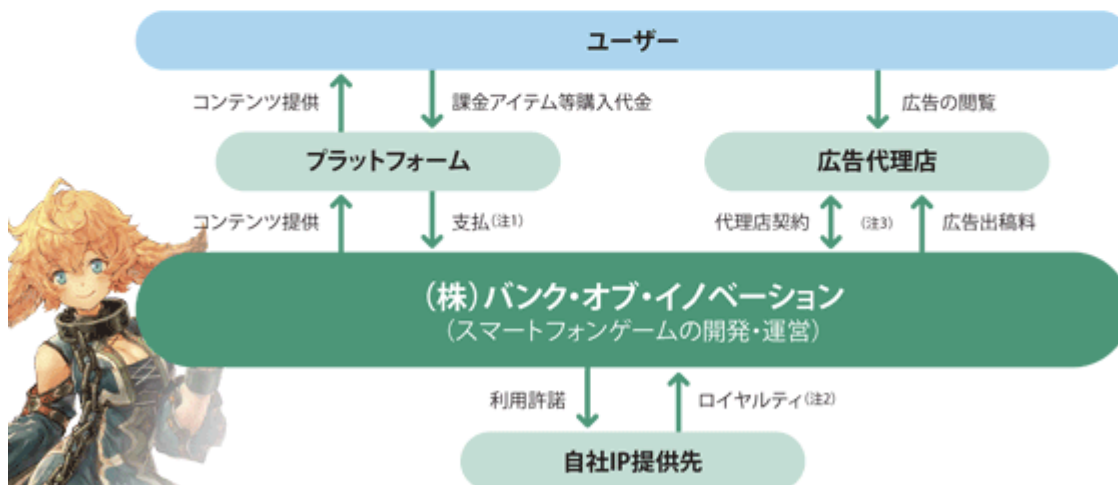 ユーザー
コンテンツ提供
課金アイテム等購入代金
広告の閲覧
プラットフォーム
広告代理店
コンテンツ提供
支払(注1)
代理店契約
(注3)
広告出稿料
(株)バンク・オブ・イノベーション
(スマートフォンゲームの開発・運営)
利用許諾
ロイヤルティ(注2)
自社IP提供先